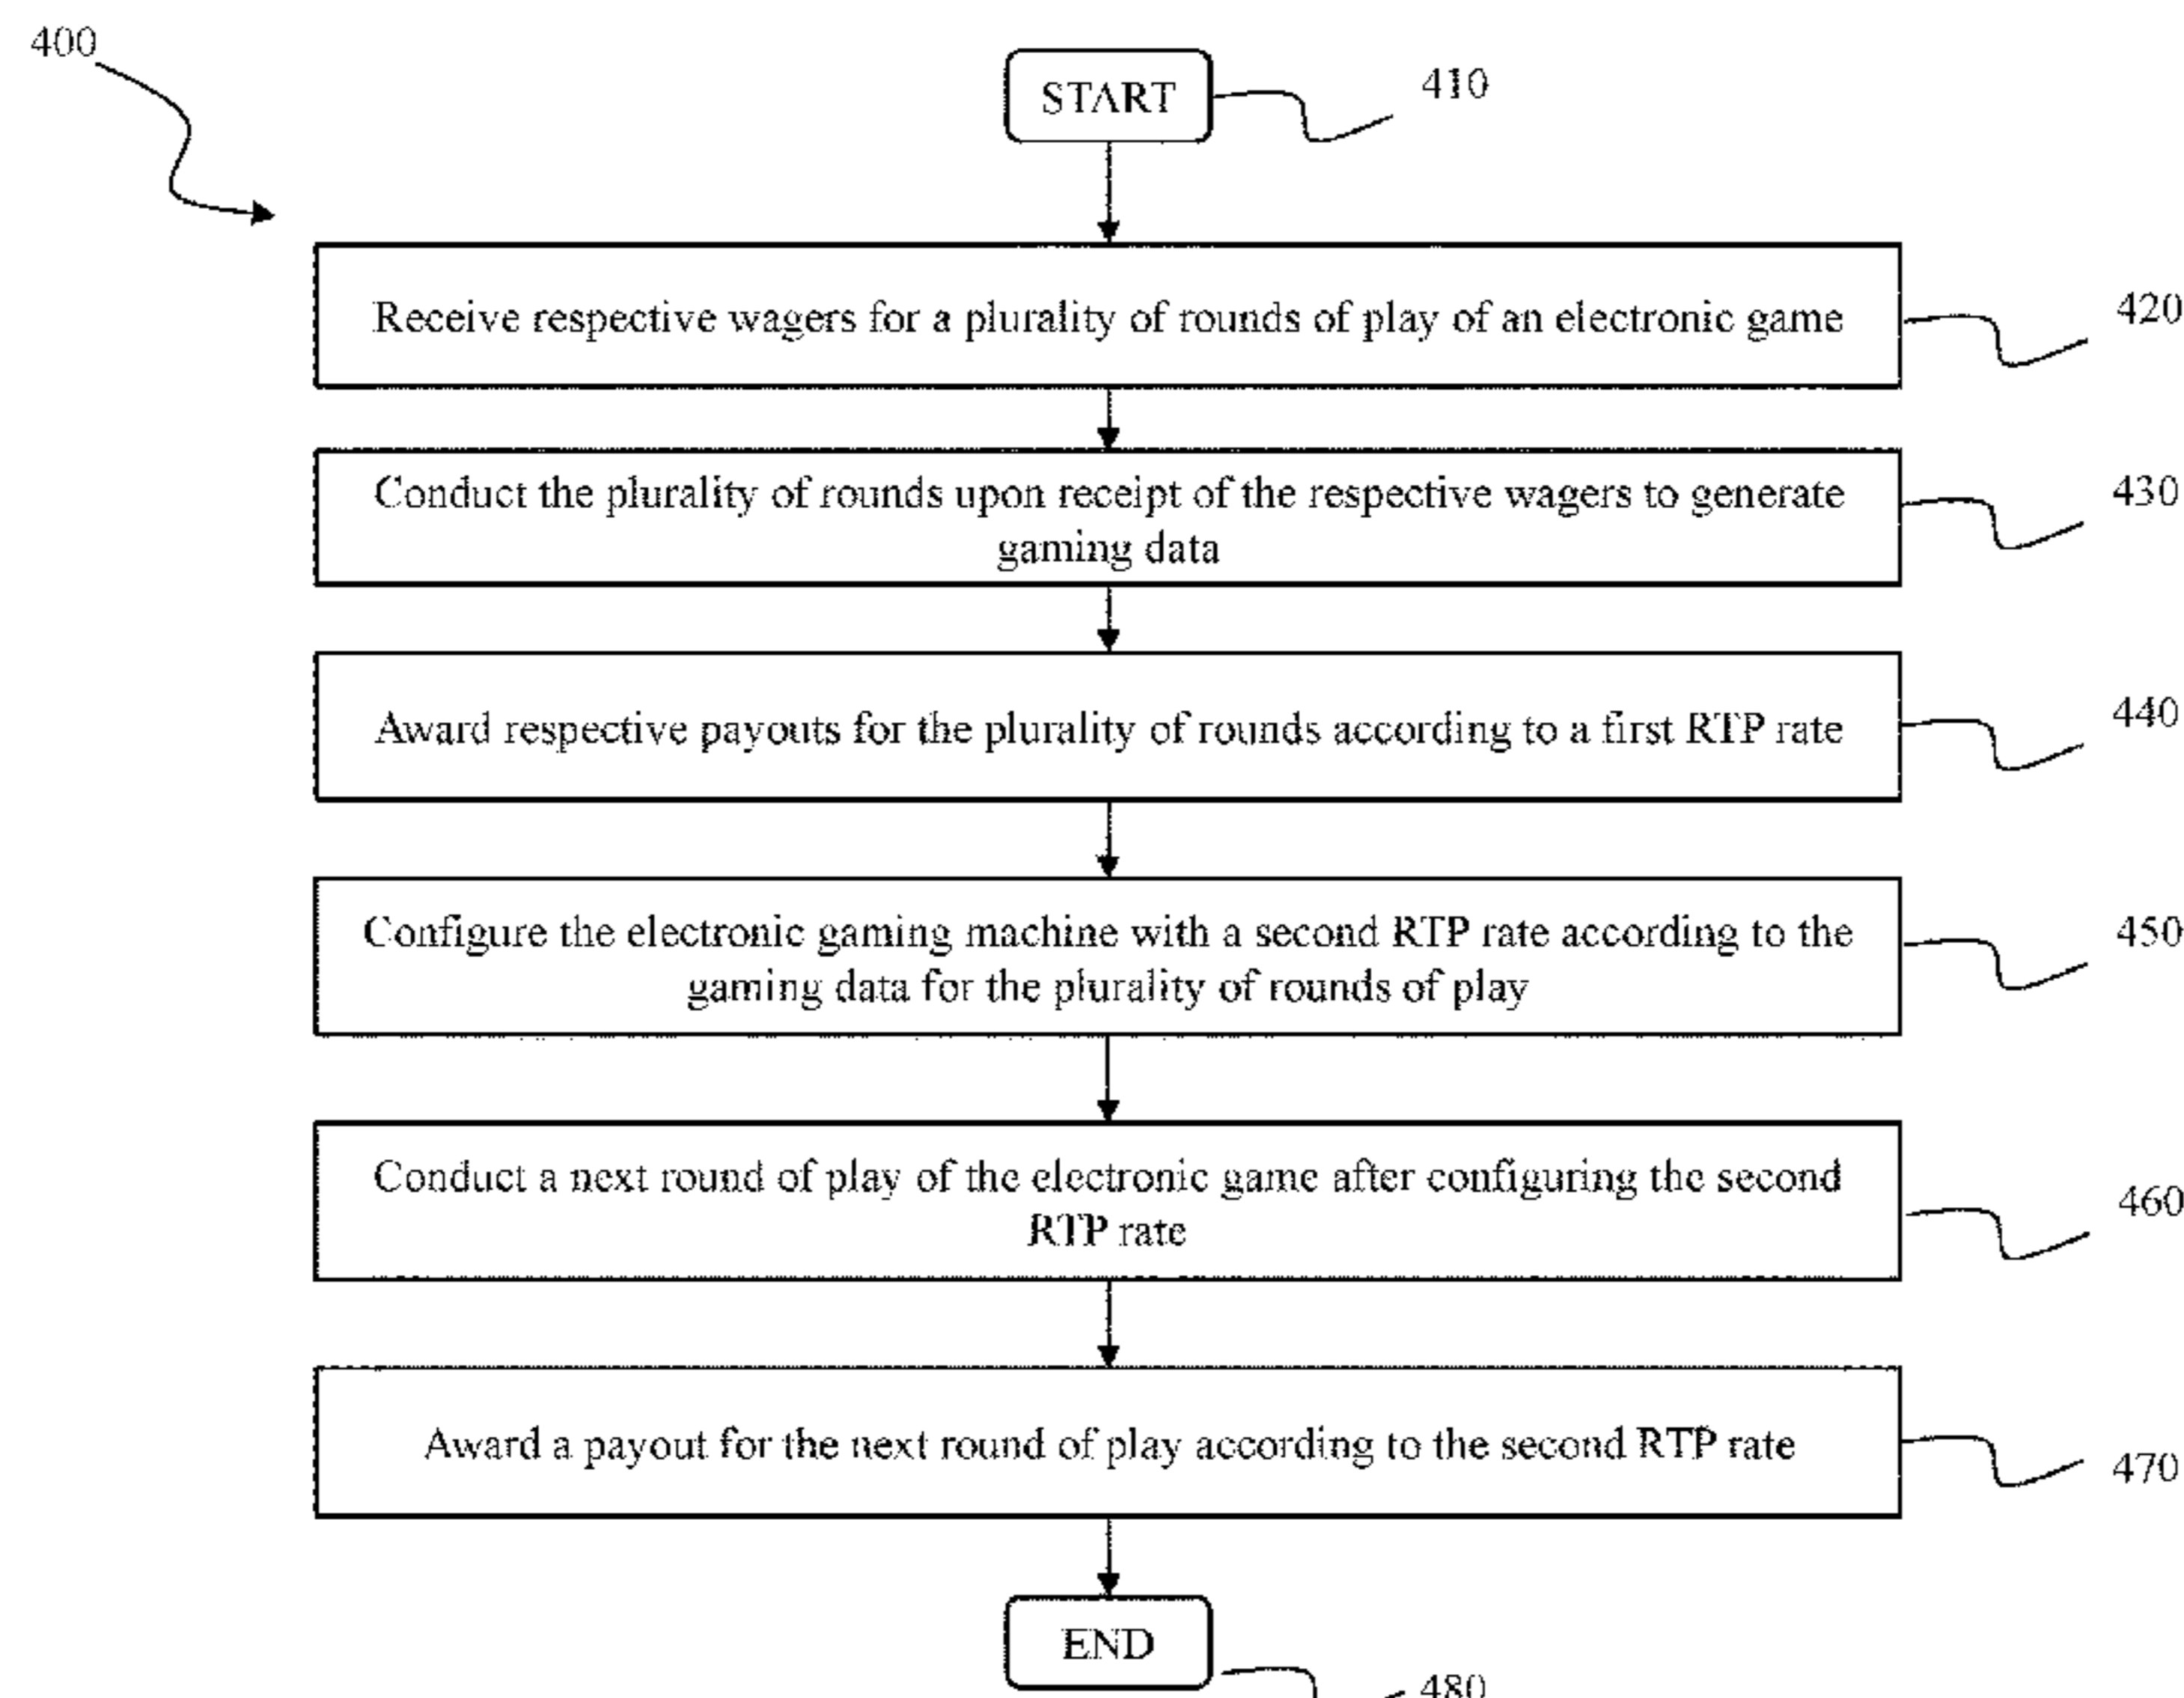 400
START
410
Receive respective wagers for a plurality of rounds of play of an electronic game
420
Conduct the plurality of rounds upon receipt of the respective wagers to generate
gaming data
430
Award respective payouts for the plurality of rounds according to a first RTP rate
440
Configure the electronic gaming machine with a second RTP rate according to the
gaming data for the plurality of rounds of play
450
Conduct a next round of play of the electronic game after configuring the second
RTP rate
460
Award a payout for the next round of play according to the second RTP rate
470
END
480